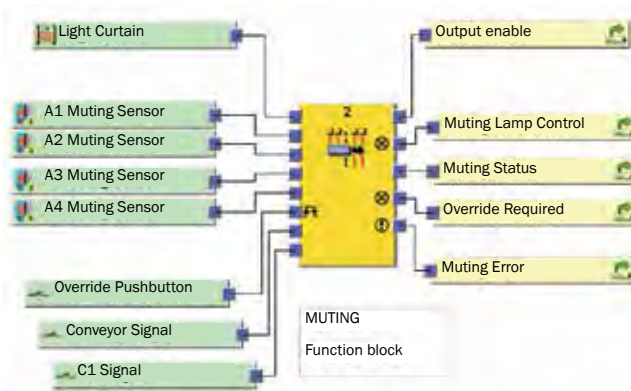 Light Curtain
A1 Muting Sensor
A2 Muting Sensor
A3 Muting Sensor
A4 Muting Sensor
Override Pushbutton
Conveyor Signal
C1 Signal
2
Output enable
Muting Lamp Control
Muting Status
Override Required
Muting Error
MUTING
Function block